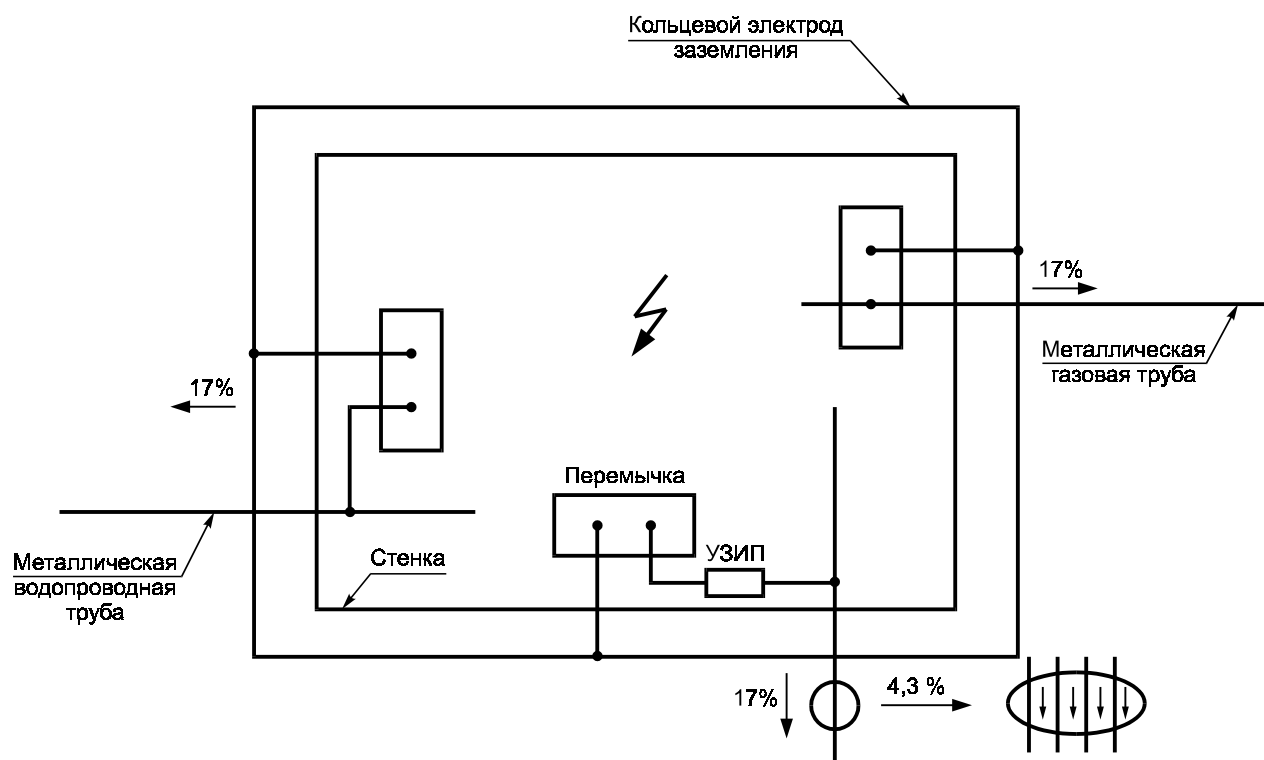 Кольцевой электрод
заземления
17%
Металлическая
газовая труба
17%
Перемычка
УЗИП
Металлическая
водопроводная
труба
Стенка
17%
4,3 %